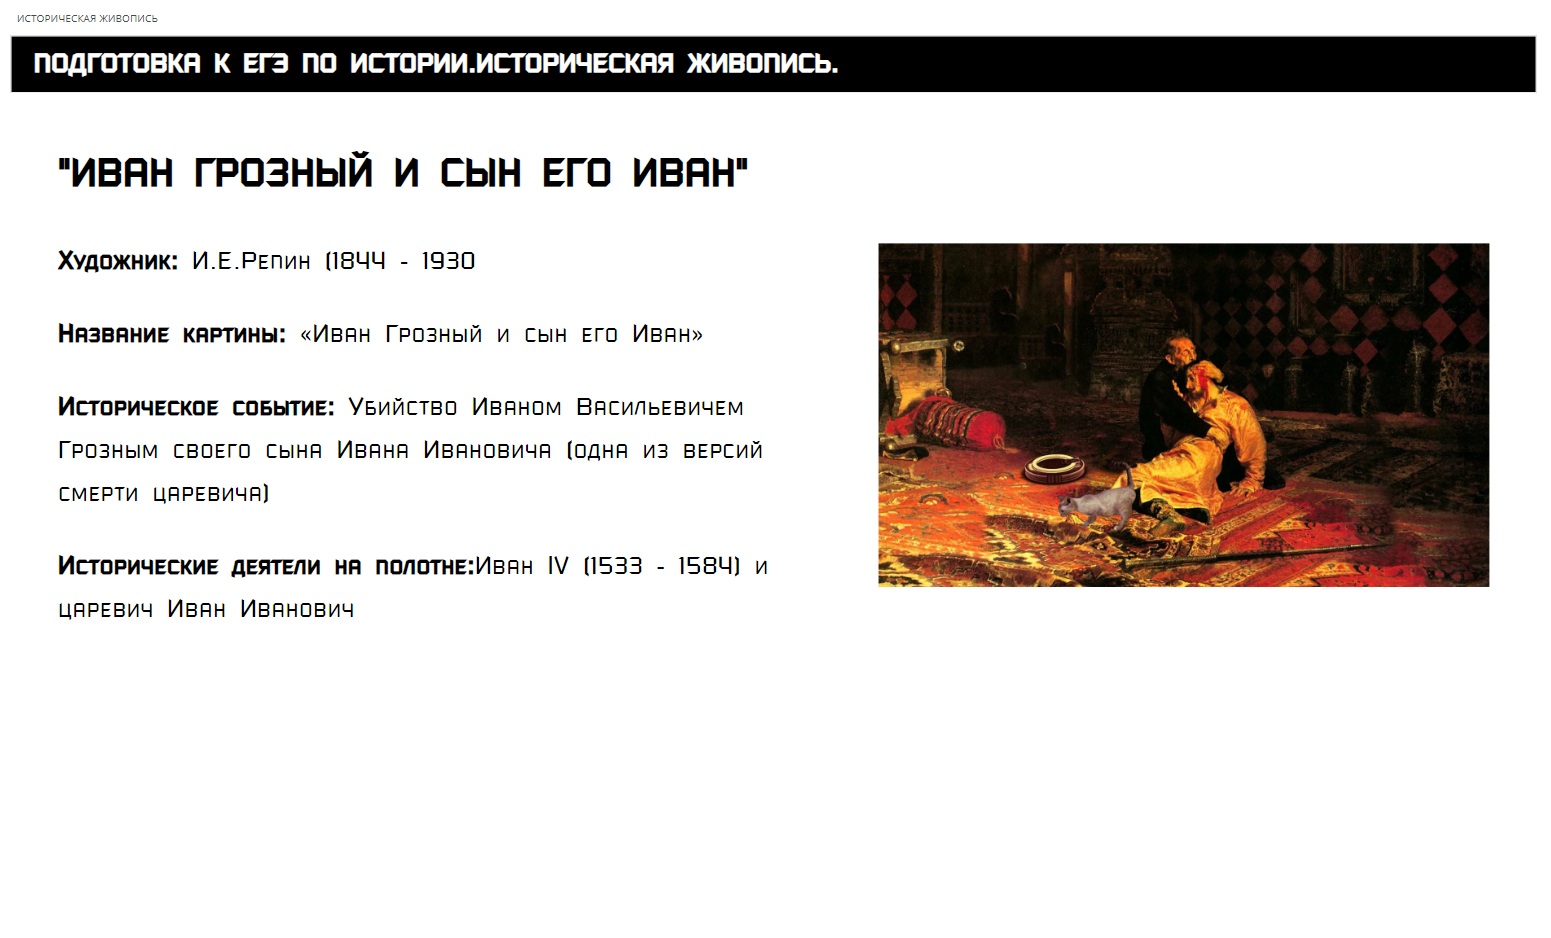 ИСТОРИЧЕСКАЯ ЖИВОПИСЬ
ПОДГОТОВКА К ЕГЭ ПО ИСТОРИИ.ИСТОРИЧЕСКАЯ ЖИВОПИСЬ.
"ИВАН ГРОЗНЫЙ И СЫН ЕГО ИВАН"
Художник: И.Е.Репин (1844 - 1930
Название картины: «Иван Грозный и сын его Иван»
Историческое событие: Убийство Иваном Васильевичем
Грозным своего сына Ивана Ивановича (одна из версий
смерти царевича)
Исторические деятели на полотне:Иван IV (1533 - 1584) и
царевич Иван Иванович